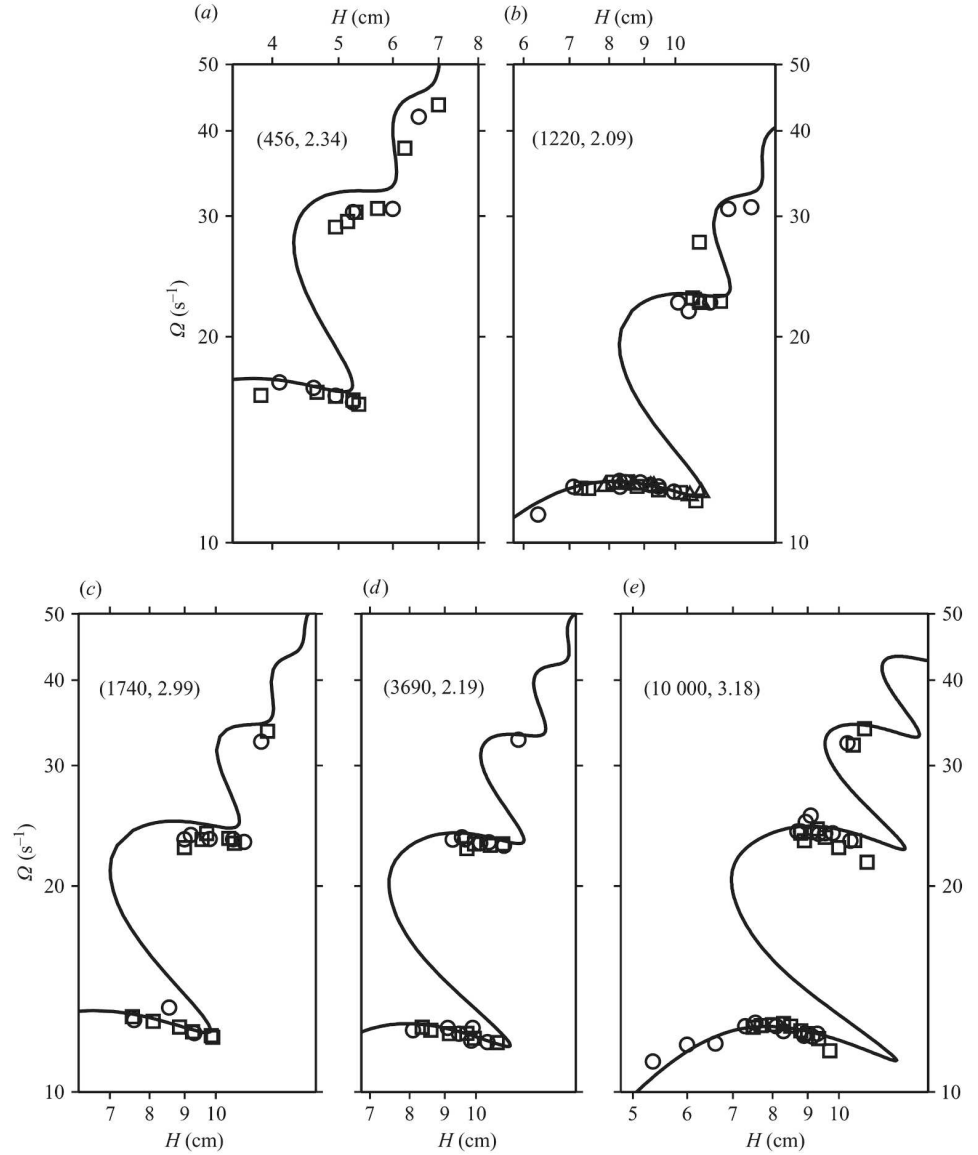 (a) H (cm) (b) H (cm)
4 5 6 7 8 6 7 8 9 10
50 50
40 40
(456, 2.34) (1220, 2.09)
30 30
Ω (s⁻¹)
20 20
10 10
(c) (d) (e)
50 50
40 40
(1740, 2.99) (3690, 2.19) (10 000, 3.18)
30 30
Ω (s⁻¹)
20 20
10 10
7 8 9 10 7 8 9 10 5 6 7 8 9 10
H (cm) H (cm) H (cm)